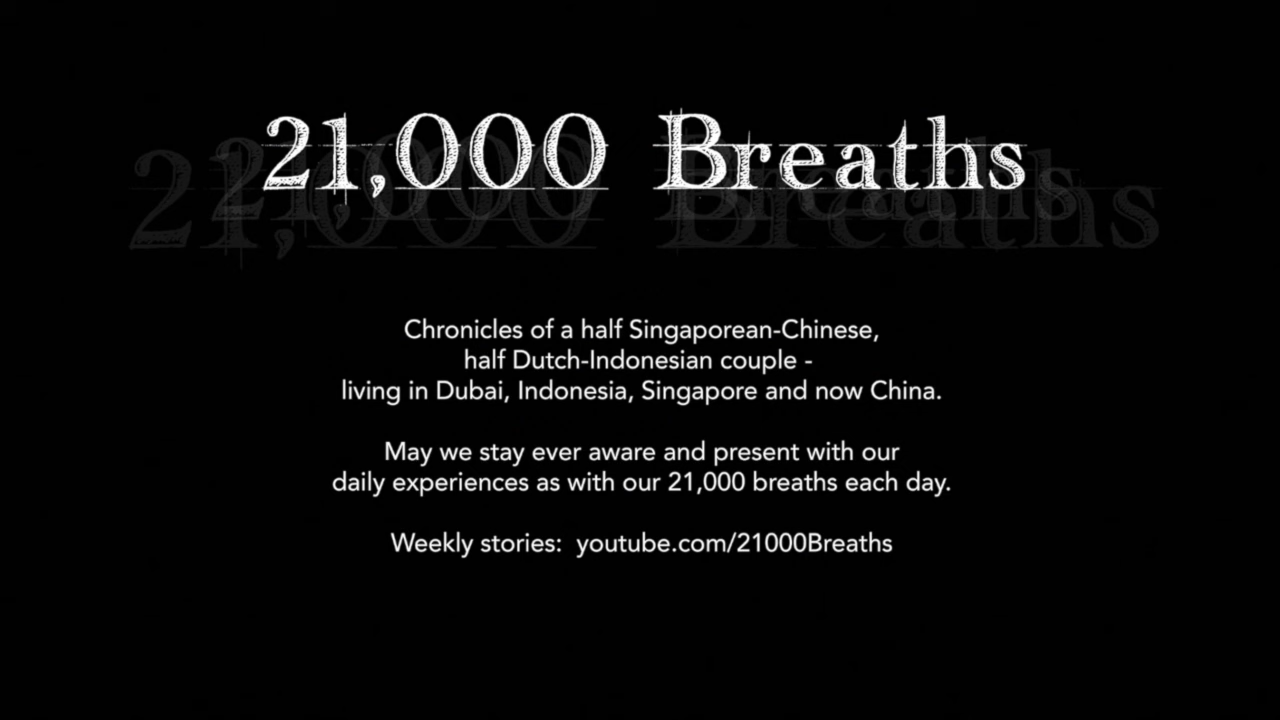 21,000 Breaths
Chronicles of a half Singaporean-Chinese,
half Dutch-Indonesian couple -
living in Dubai, Indonesia, Singapore and now China.
May we stay ever aware and present with our
daily experiences as with our 21,000 breaths each day.
Weekly stories: youtube.com/21000Breaths